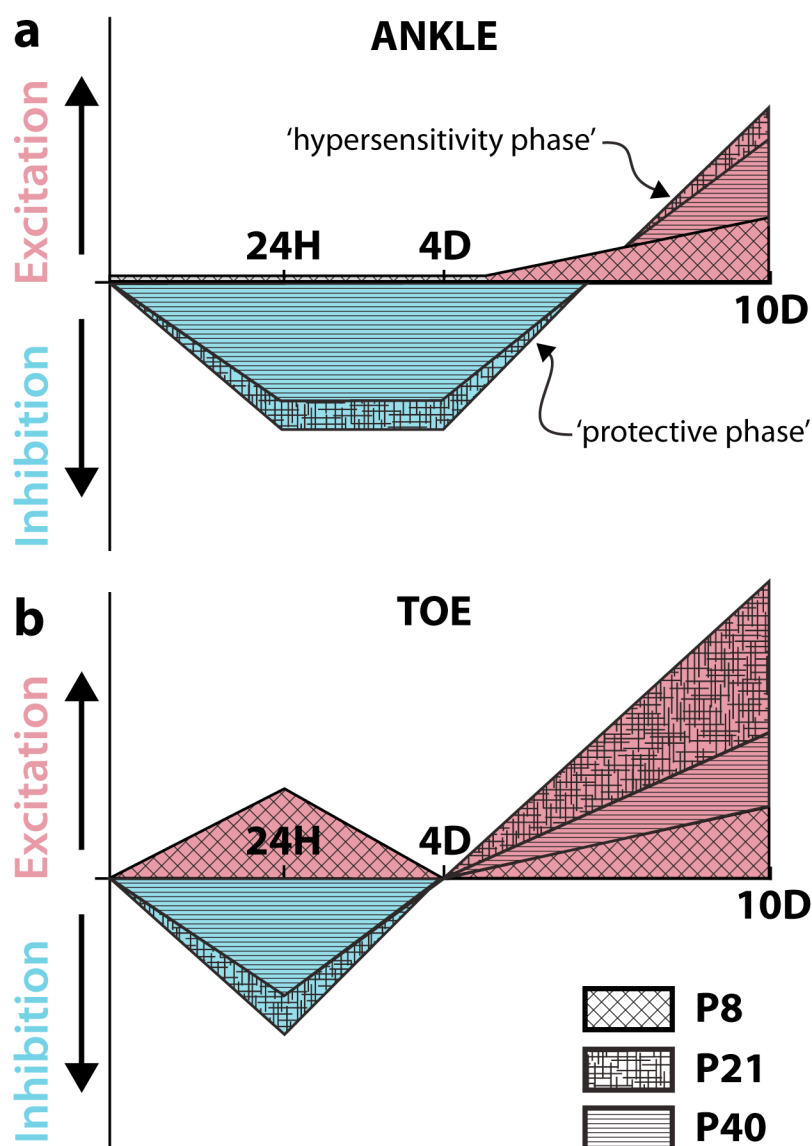 a
ANKLE
Excitation
'hypersensitivity phase'
24H
4D
10D
Inhibition
'protective phase'
b
TOE
Excitation
24H
4D
10D
Inhibition
P8
P21
P40